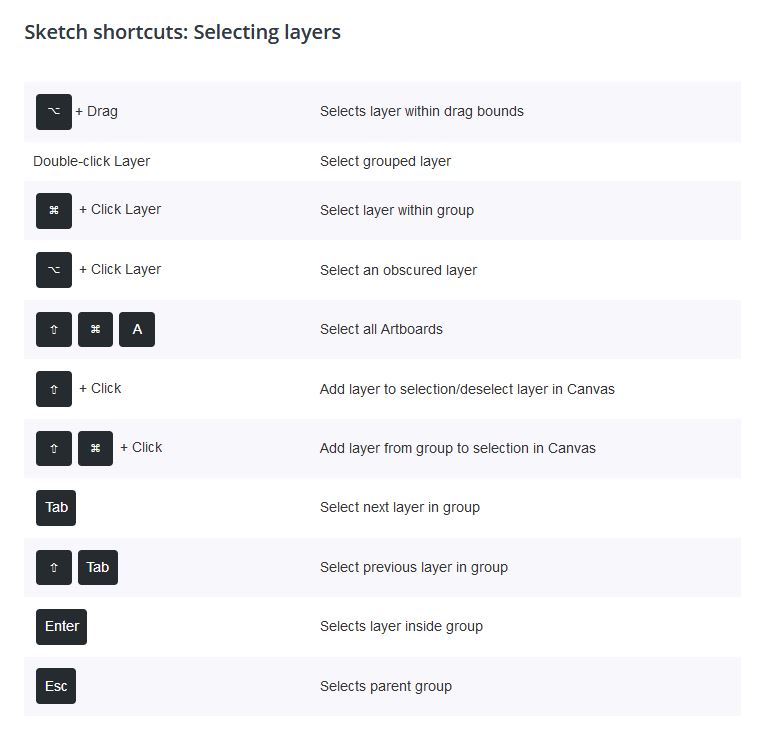 Sketch shortcuts: Selecting layers
⌥ + Drag Selects layer within drag bounds
Double-click Layer Select grouped layer
⌘ + Click Layer Select layer within group
⌥ + Click Layer Select an obscured layer
⇧ ⌘ A Select all Artboards
⇧ + Click Add layer to selection/deselect layer in Canvas
⇧ ⌘ + Click Add layer from group to selection in Canvas
Tab Select next layer in group
⇧ Tab Select previous layer in group
Enter Selects layer inside group
Esc Selects parent group